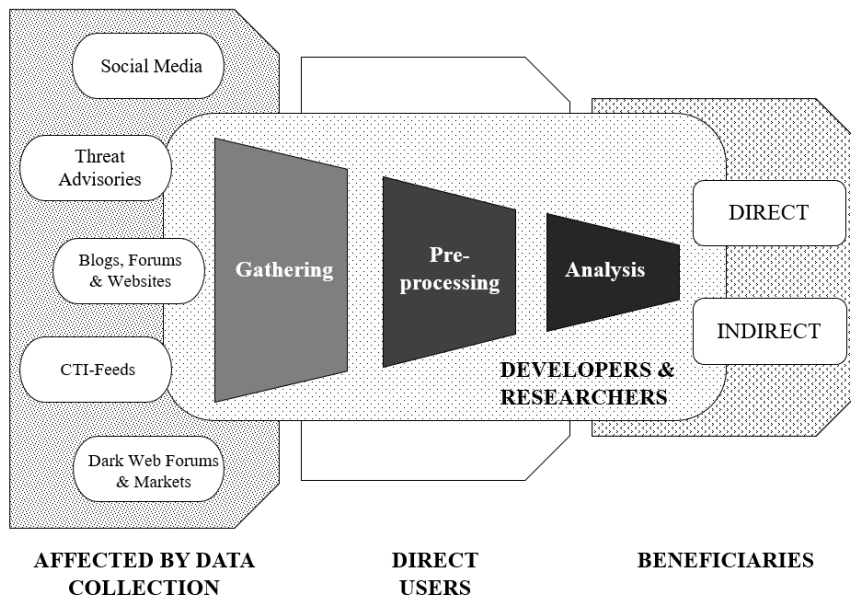 Social Media
Threat
Advisories
Blogs, Forums
& Websites
CTI-Feeds
Dark Web Forums
& Markets
Gathering
Pre-
processing
Analysis
DEVELOPERS &
RESEARCHERS
DIRECT
INDIRECT
AFFECTED BY DATA
COLLECTION
DIRECT
USERS
BENEFICIARIES